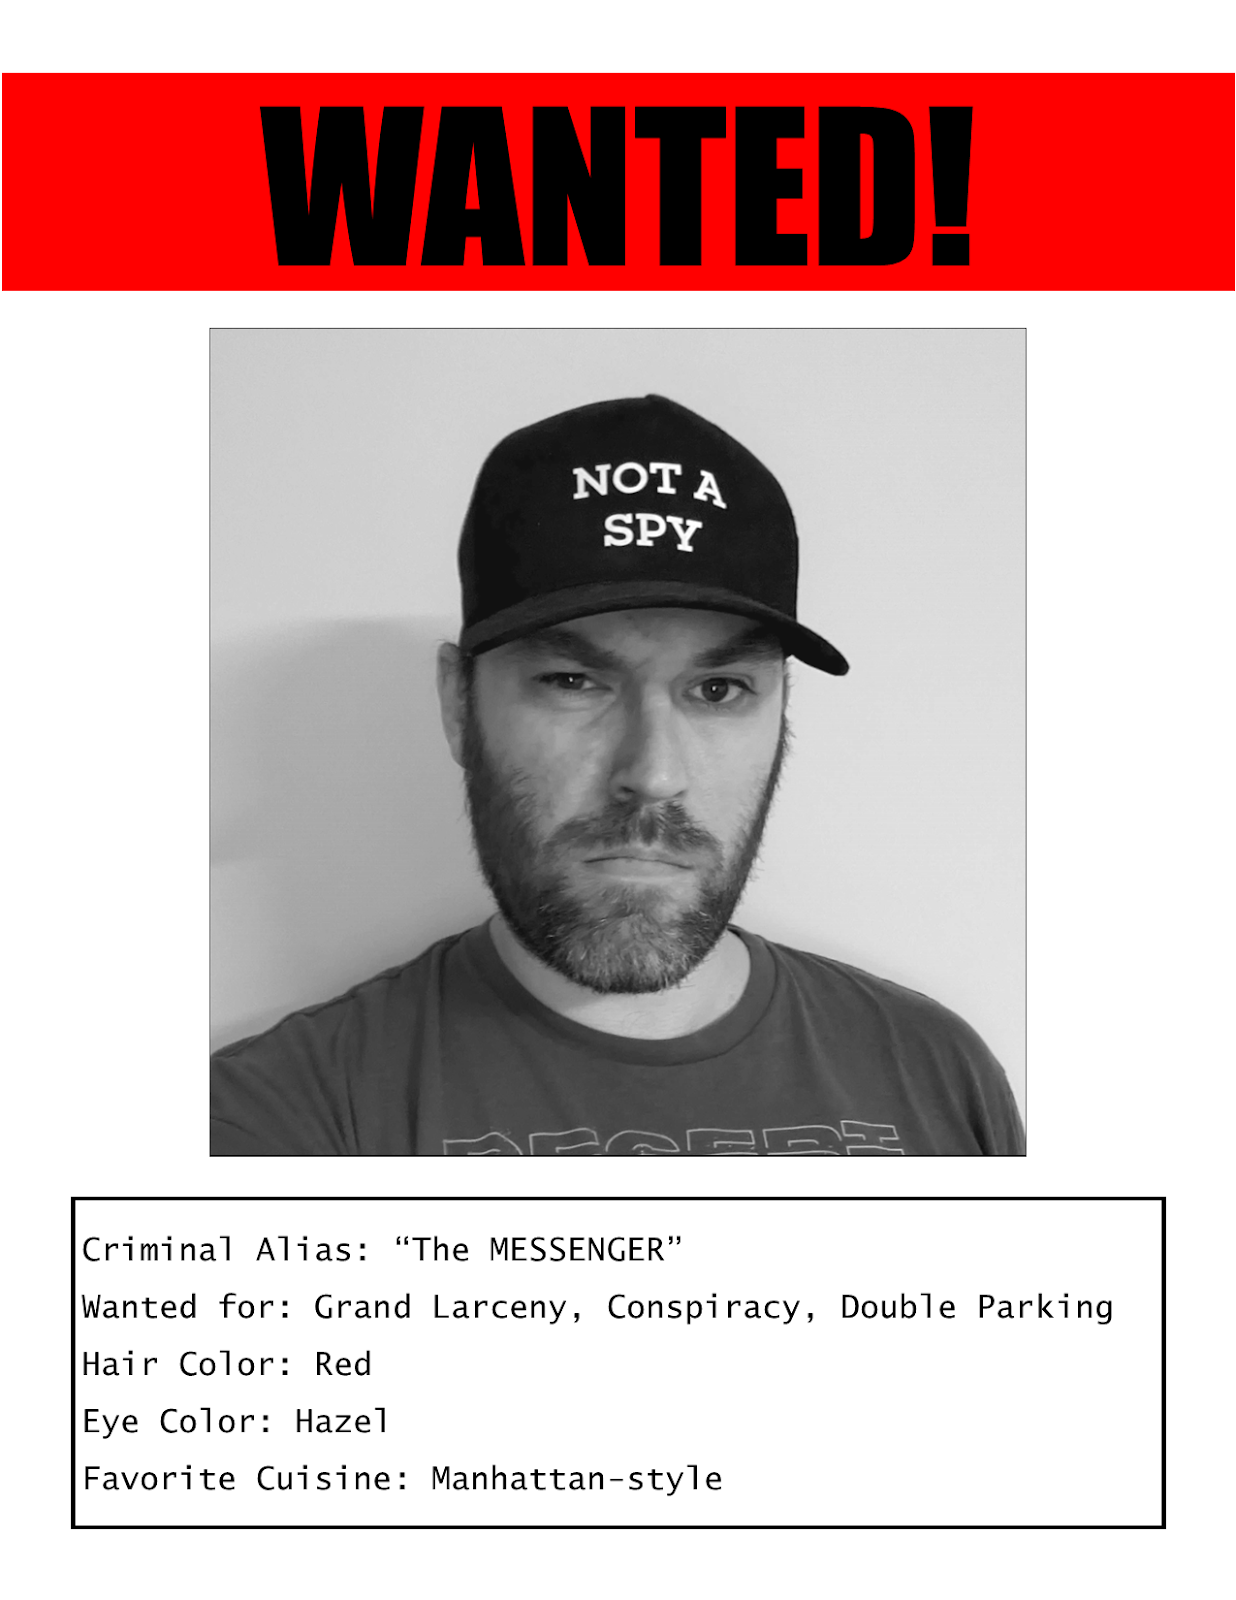 WANTED!
NOT A
SPY
DESERT
Criminal Alias: “The MESSENGER”
Wanted for: Grand Larceny, Conspiracy, Double Parking
Hair Color: Red
Eye Color: Hazel
Favorite Cuisine: Manhattan-style